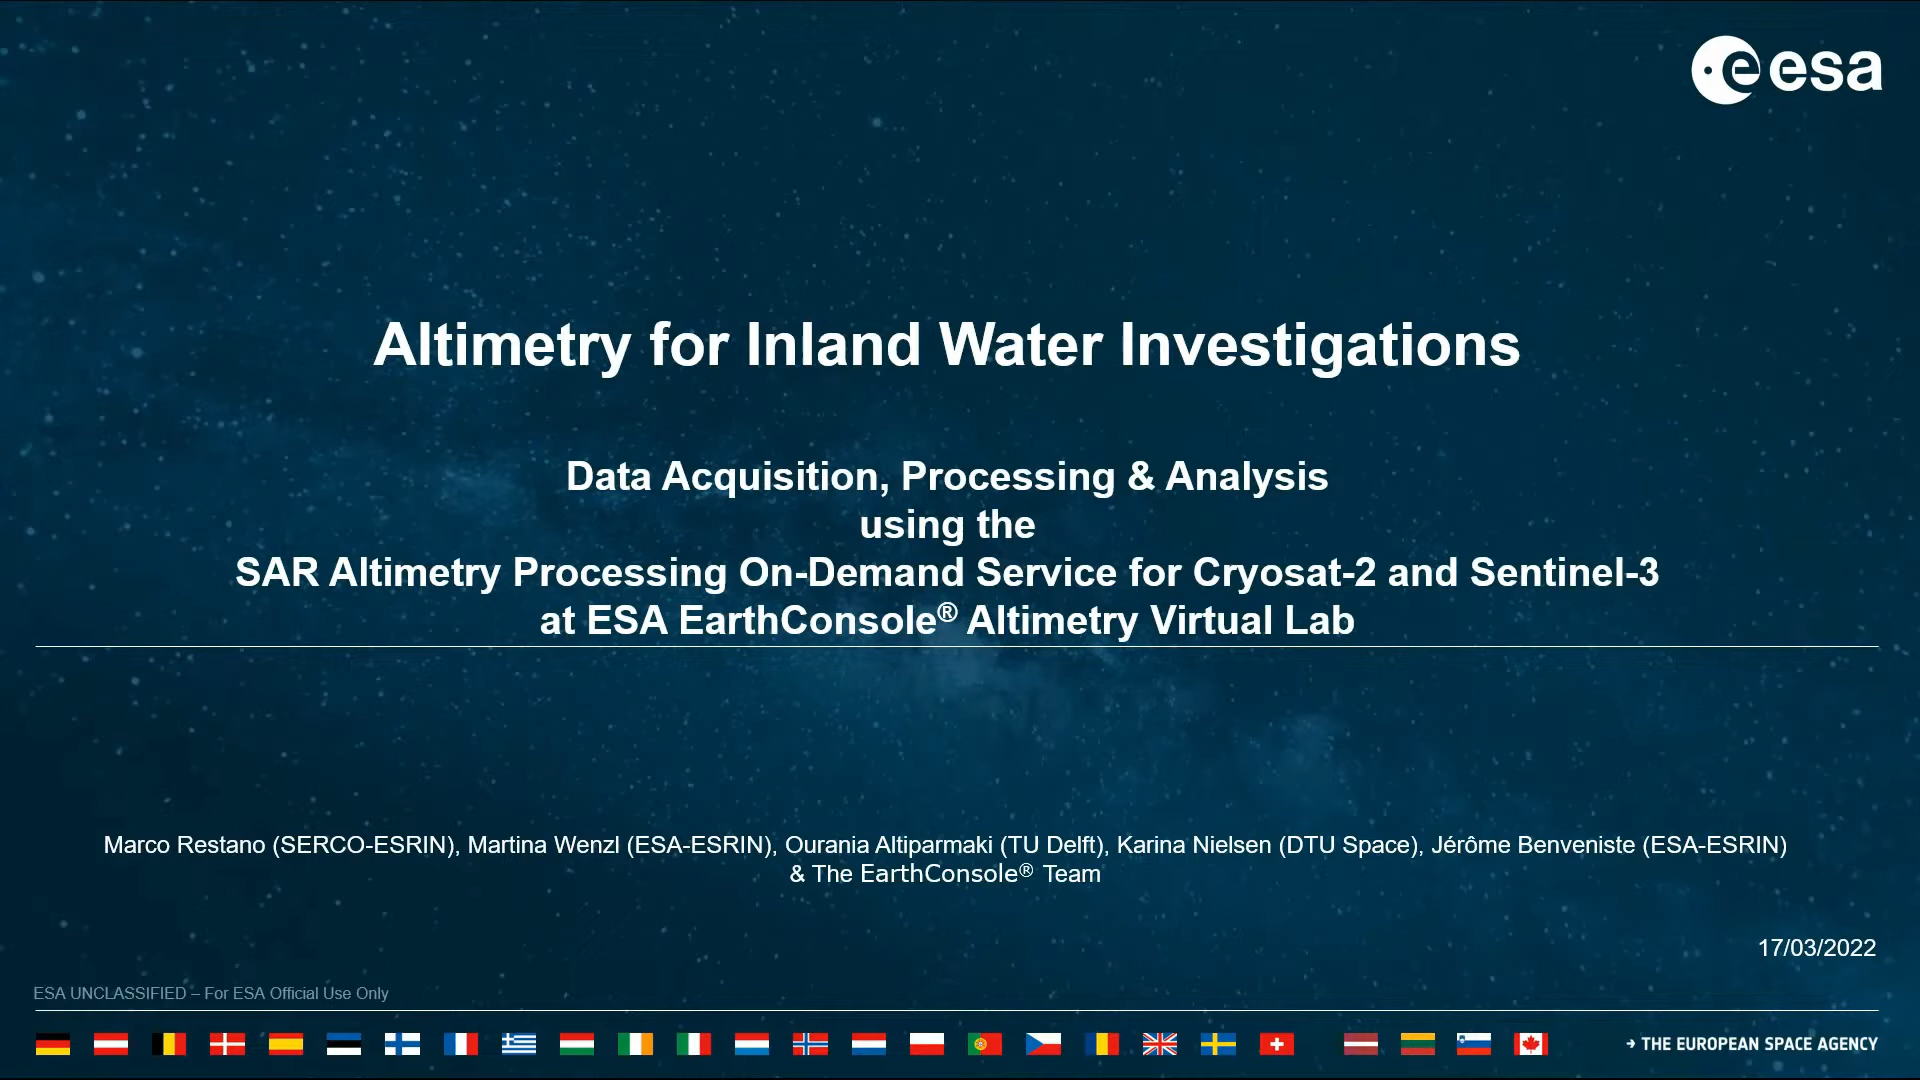 esa
Altimetry for Inland Water Investigations
Data Acquisition, Processing & Analysis
using the
SAR Altimetry Processing On-Demand Service for Cryosat-2 and Sentinel-3
at ESA EarthConsole® Altimetry Virtual Lab
Marco Restano (SERCO-ESRIN), Martina Wenzl (ESA-ESRIN), Ourania Altiparmaki (TU Delft), Karina Nielsen (DTU Space), Jérôme Benveniste (ESA-ESRIN)
& The EarthConsole® Team
17/03/2022
ESA UNCLASSIFIED – For ESA Official Use Only
→ THE EUROPEAN SPACE AGENCY